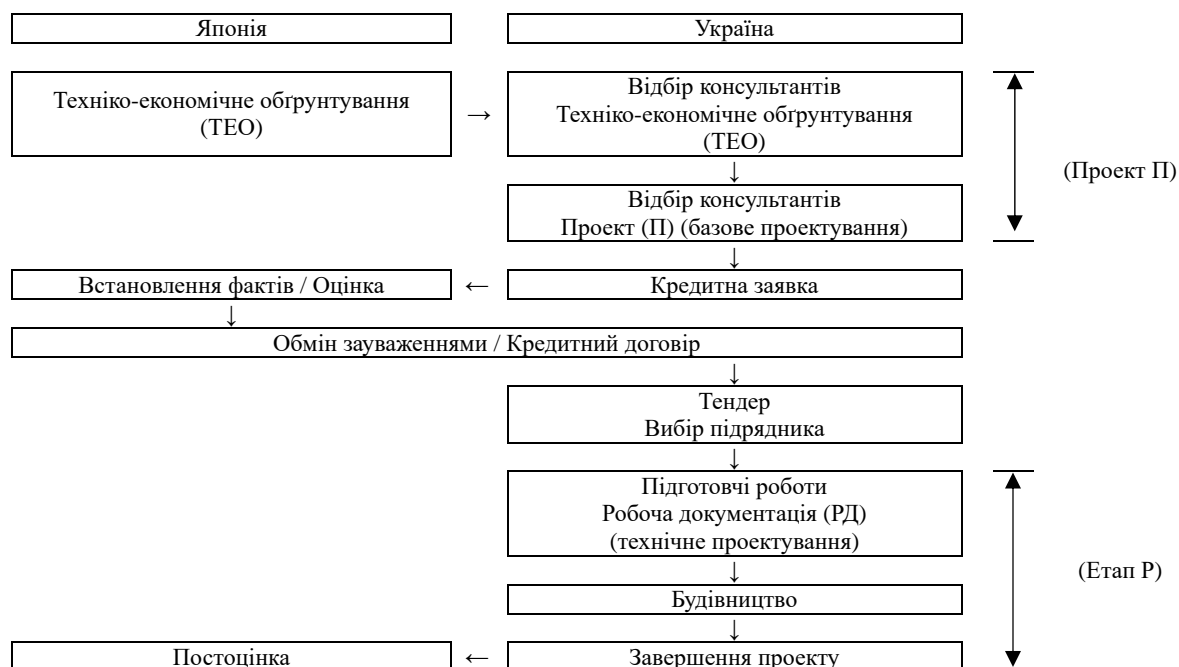 Японія
Україна
Техніко-економічне обґрунтування
(ТЕО)
→
Відбір консультантів
Техніко-економічне обґрунтування
(ТЕО)
(Проект П)
↓
Відбір консультантів
Проект (П) (базове проектування)
↓
Встановлення фактів / Оцінка
←
Кредитна заявка
↓
Обмін зауваженнями / Кредитний договір
↓
Тендер
Вибір підрядника
↓
Підготовчі роботи
Робоча документація (РД)
(технічне проектування)
(Етап Р)
↓
Будівництво
↓
Постоцінка
←
Завершення проекту